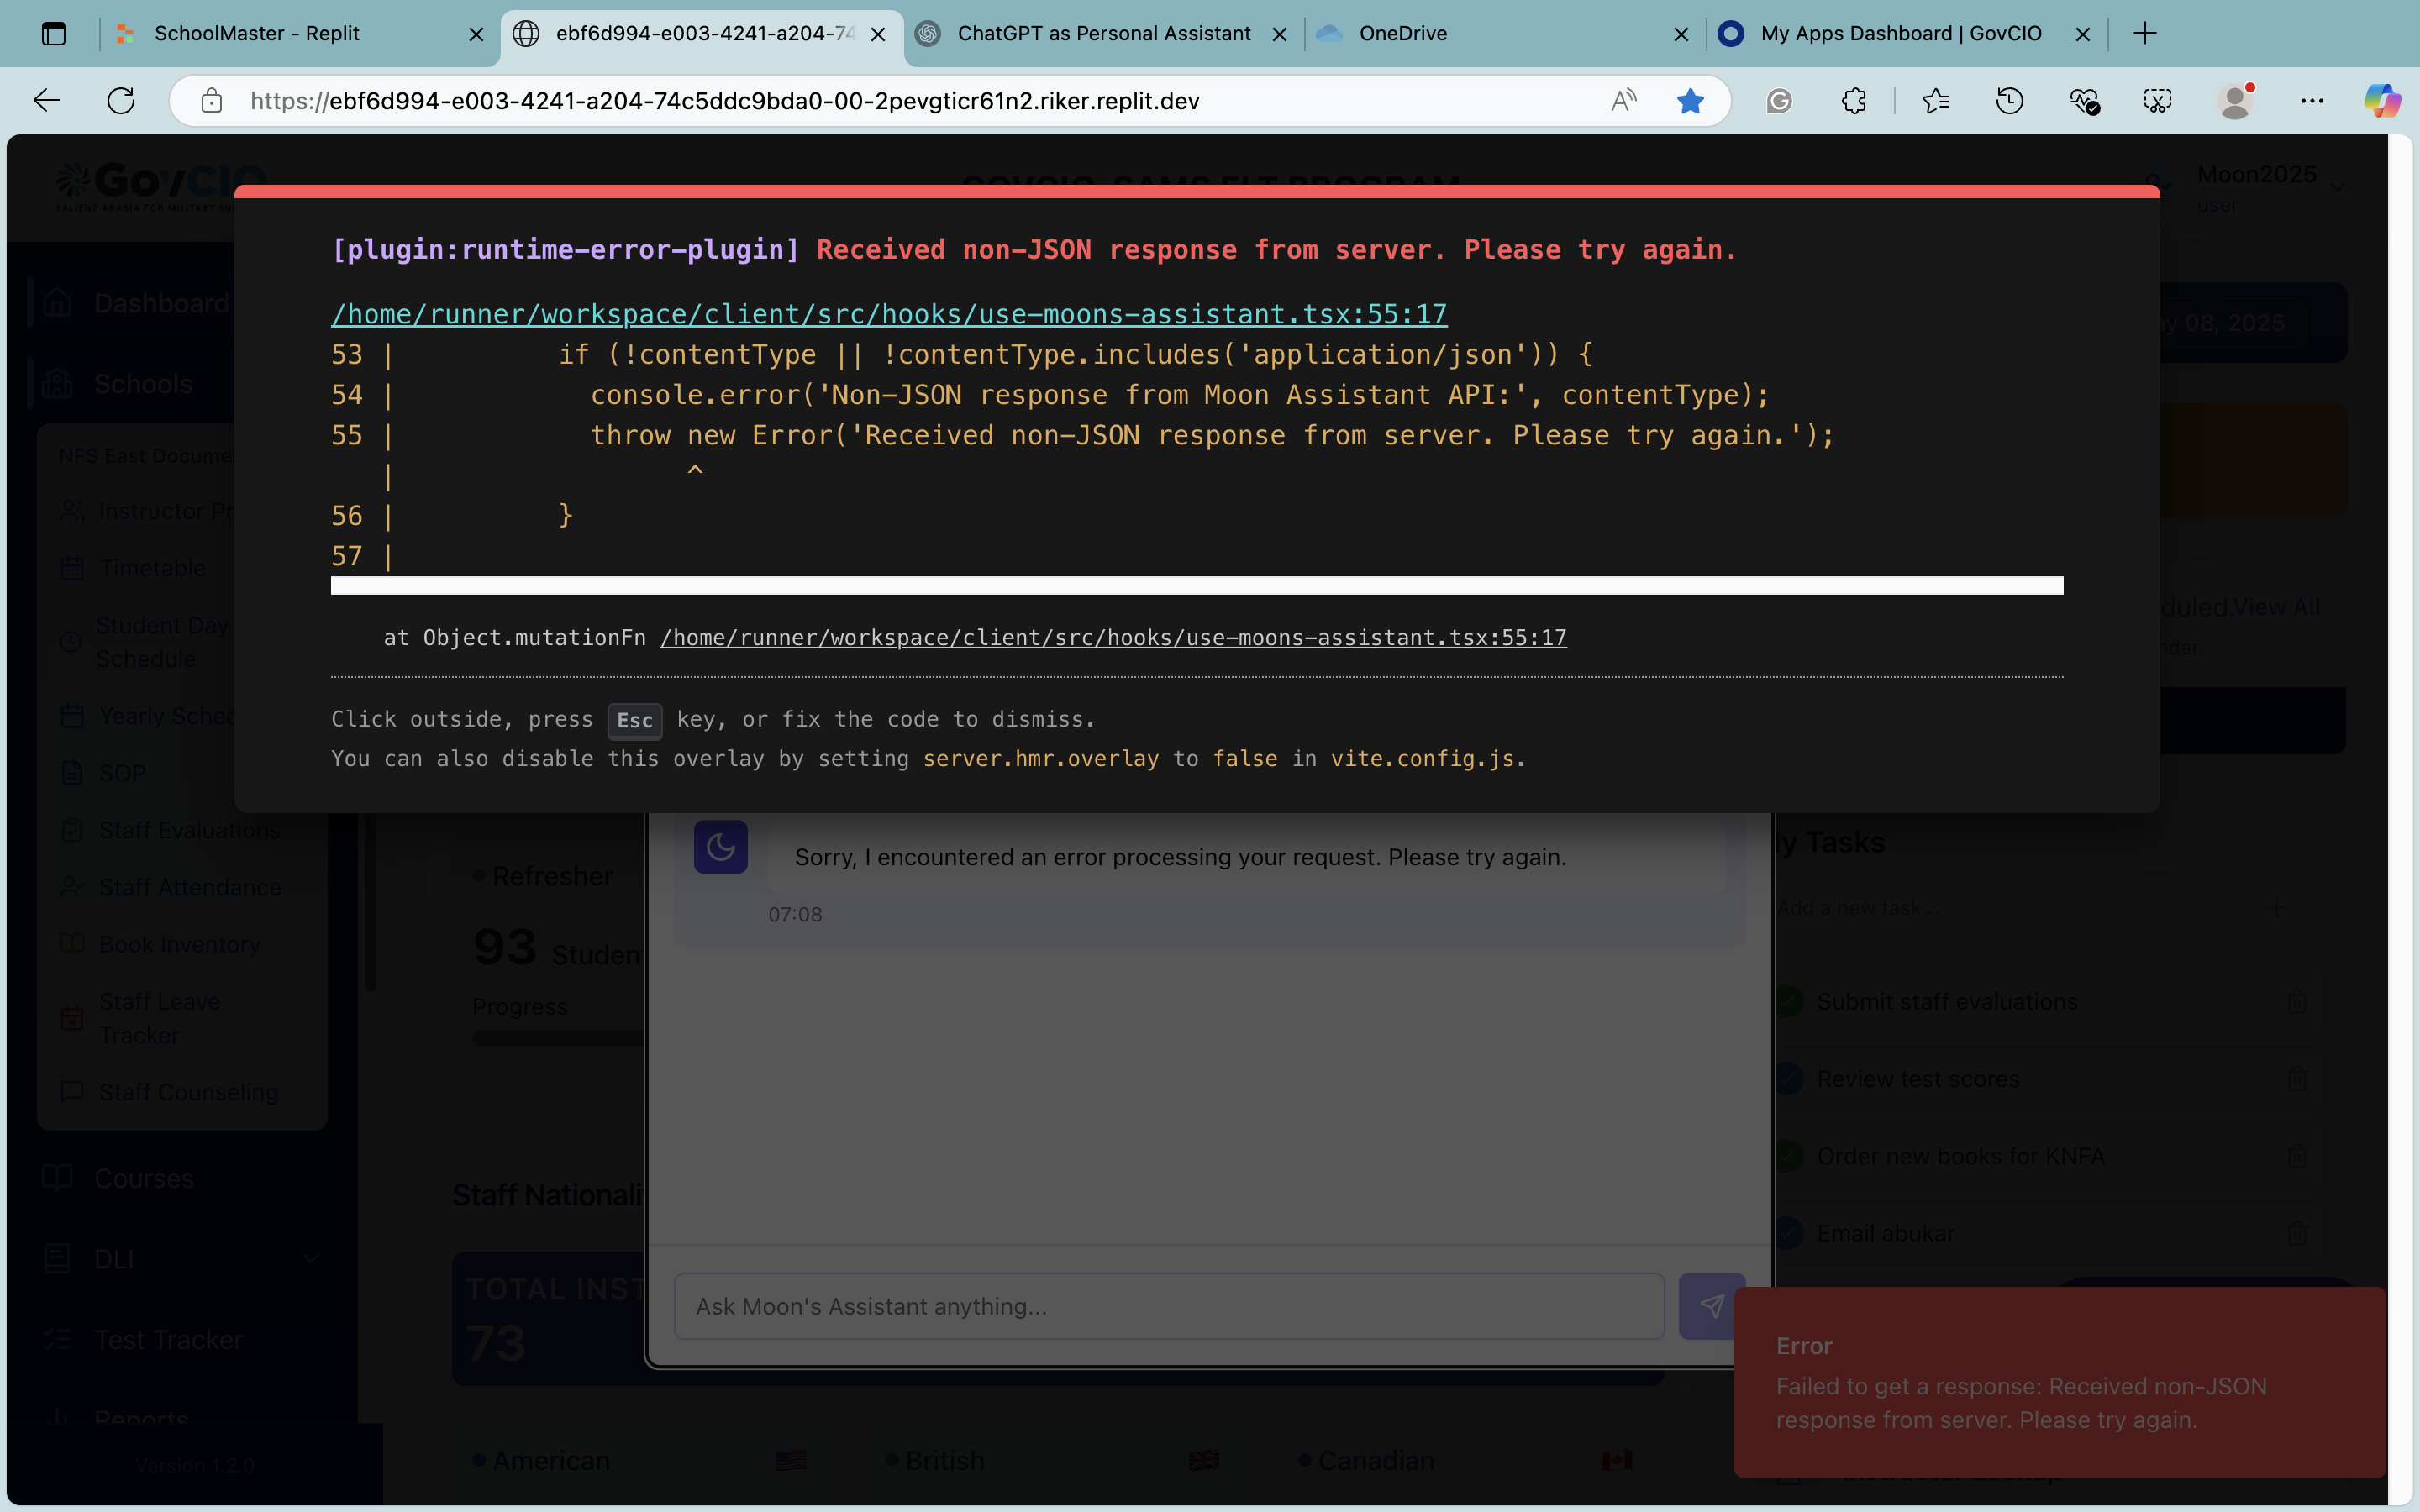 SchoolMaster - Replit
ebf6d994-e003-4241-a204-74
ChatGPT as Personal Assistant
OneDrive
My Apps Dashboard | GovCIO
https://ebf6d994-e003-4241-a204-74c5ddc9bda0-00-2pevgticr61n2.riker.replit.dev
GovCIO
GOVCIO-SAMS ELT PROGRAM
Moon2025
user
[plugin:runtime-error-plugin] Received non-JSON response from server. Please try again.
/home/runner/workspace/client/src/hooks/use-moons-assistant.tsx:55:17
53 | if (!contentType || !contentType.includes('application/json')) {
54 | console.error('Non-JSON response from Moon Assistant API:', contentType);
55 | throw new Error('Received non-JSON response from server. Please try again.');
| ^
56 | }
57 |
at Object.mutationFn /home/runner/workspace/client/src/hooks/use-moons-assistant.tsx:55:17
Click outside, press Esc key, or fix the code to dismiss.
You can also disable this overlay by setting server.hmr.overlay to false in vite.config.js.
Dashboard
Schools
NFS East Docume
Instructor Pr
Timetable
Student Day
Schedule
Yearly Sched
SOP
Staff Evaluations
Staff Attendance
Book Inventory
Staff Leave
Tracker
Staff Counseling
Courses
DLI
Test Tracker
Reports
Version 1.2.0
ay 08, 2025
duled.View All
ndar.
Refresher
93 Studen
Progress
Staff Nationali
TOTAL INST
73
American
British
Canadian
Sorry, I encountered an error processing your request. Please try again.
07:08
Ask Moon's Assistant anything...
y Tasks
Add a new task...
Submit staff evaluations
Review test scores
Order new books for KNFA
Email abukar
Error
Failed to get a response: Received non-JSON
response from server. Please try again.